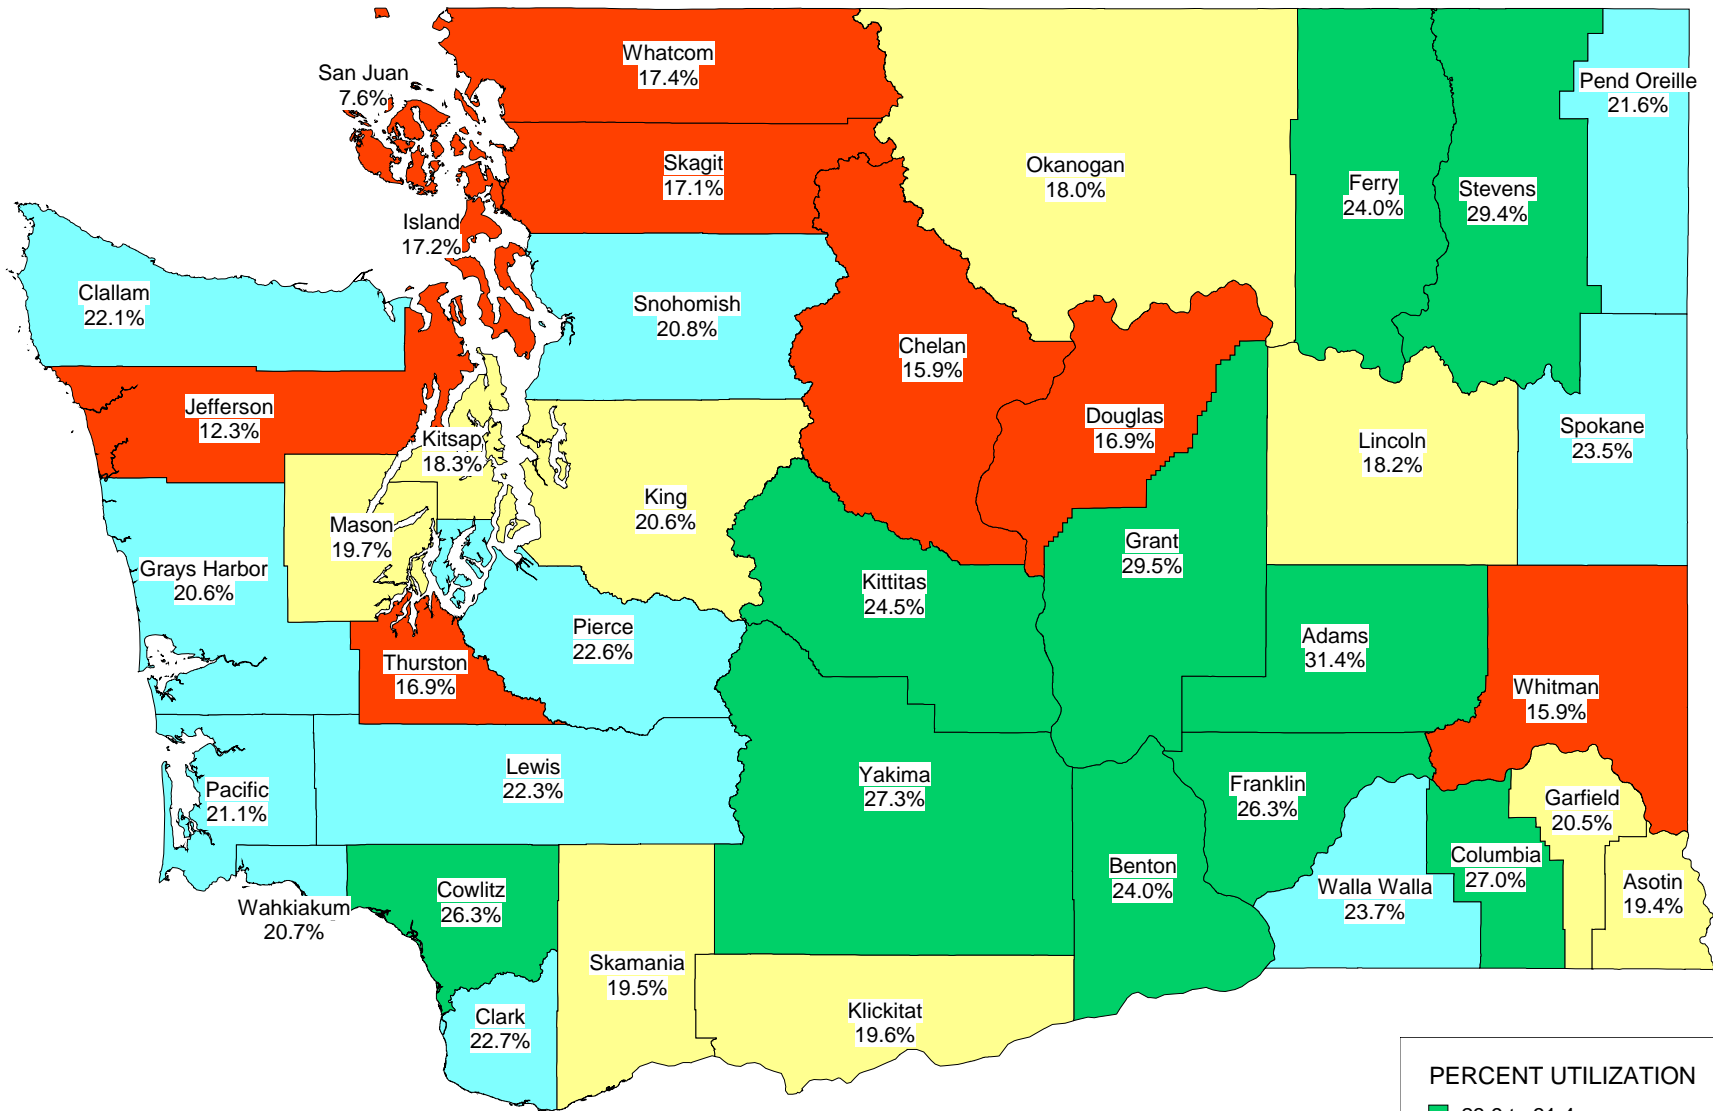 Whatcom
17.4%
San Juan
7.6%
Pend Oreille
21.6%
Skagit
17.1%
Okanogan
18.0%
Ferry
24.0%
Stevens
29.4%
Island
17.2%
Clallam
22.1%
Snohomish
20.8%
Chelan
15.9%
Jefferson
12.3%
Douglas
16.9%
Kitsap
18.3%
Lincoln
18.2%
Spokane
23.5%
King
20.6%
Mason
19.7%
Grant
29.5%
Grays Harbor
20.6%
Kittitas
24.5%
Pierce
22.6%
Adams
31.4%
Thurston
16.9%
Whitman
15.9%
Lewis
22.3%
Yakima
27.3%
Pacific
21.1%
Franklin
26.3%
Garfield
20.5%
Columbia
27.0%
Benton
24.0%
Walla Walla
23.7%
Asotin
19.4%
Cowlitz
26.3%
Wahkiakum
20.7%
Skamania
19.5%
Klickitat
19.6%
Clark
22.7%
PERCENT UTILIZATION